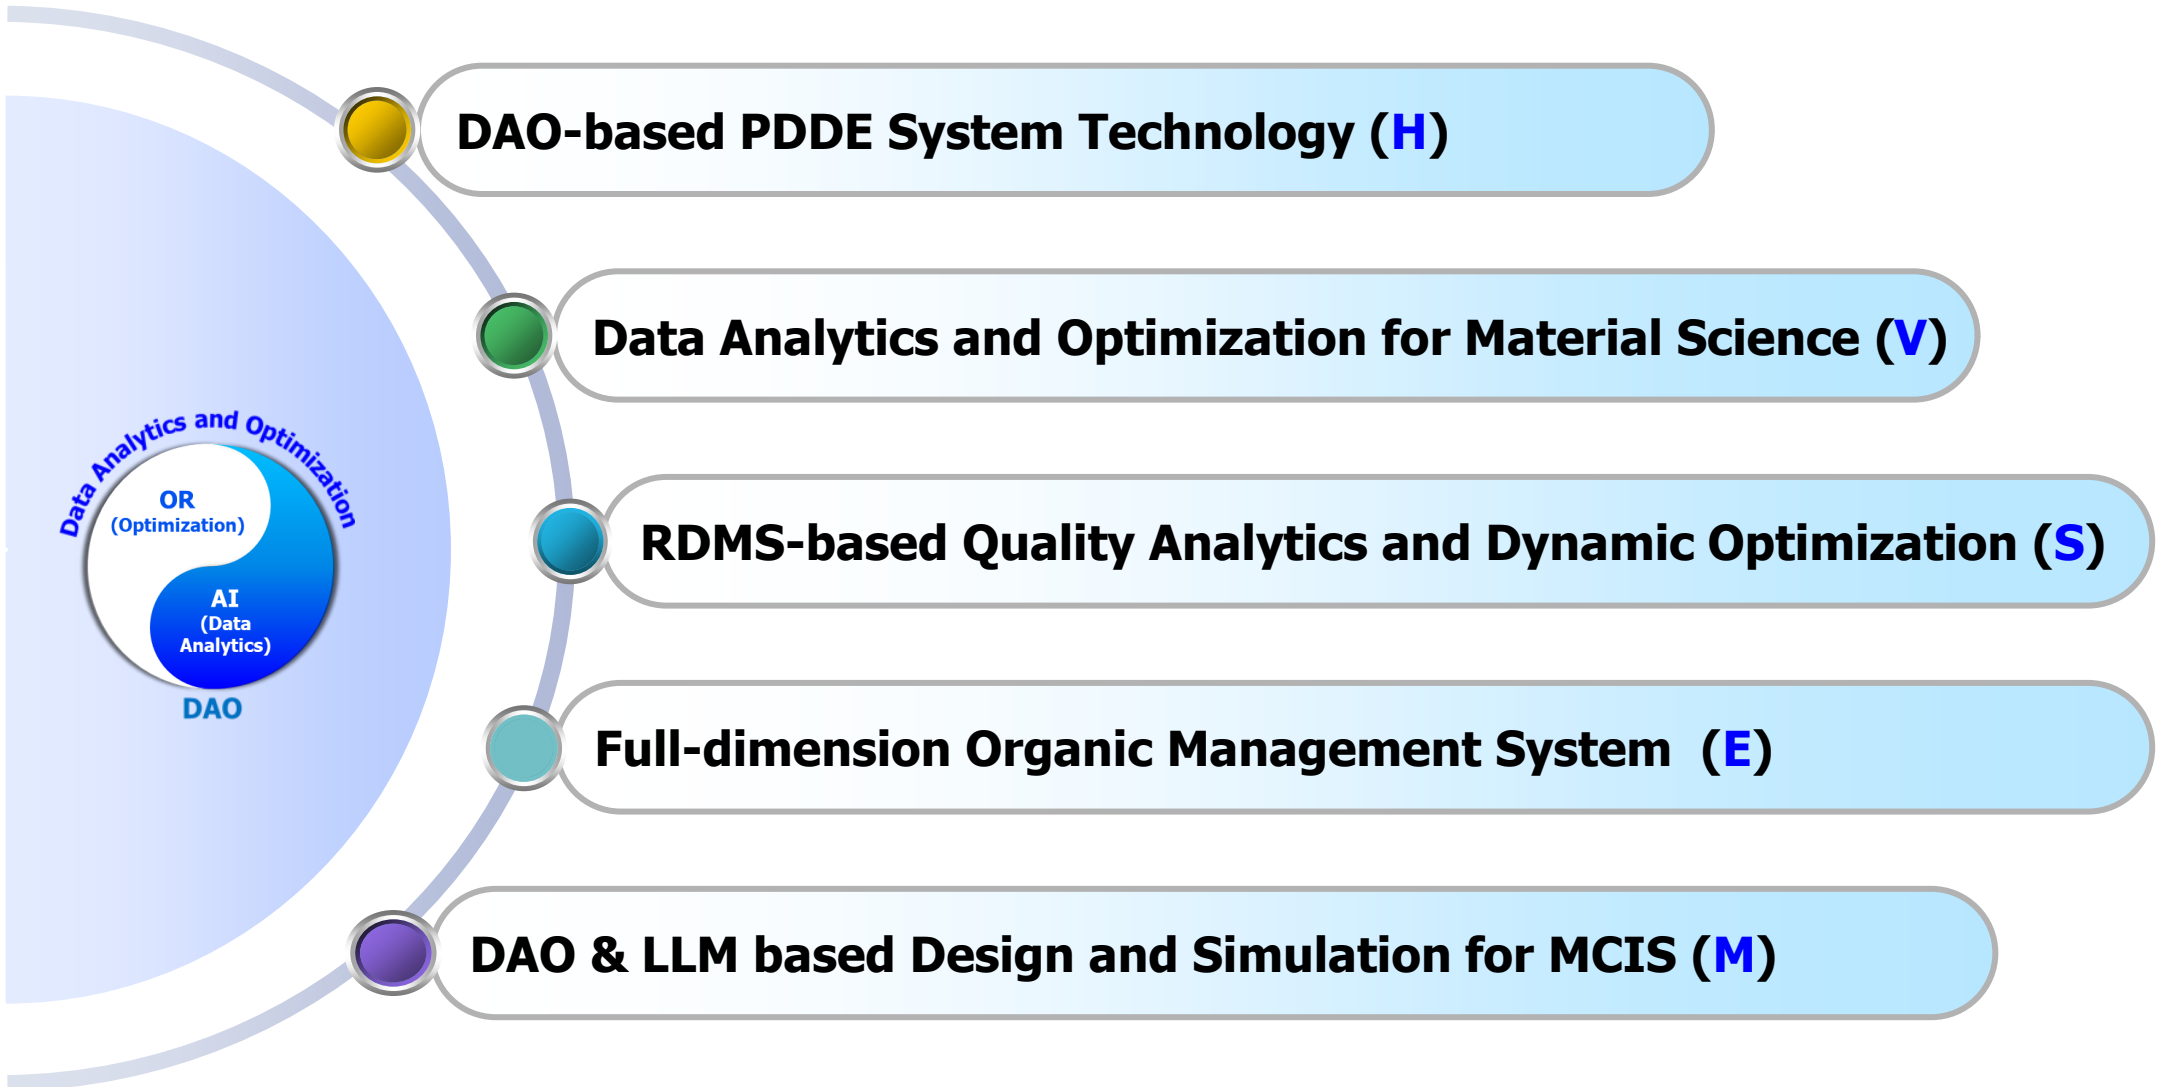 DAO-based PDDE System Technology (H)
Data Analytics and Optimization for Material Science (V)
Data Analytics and Optimization
OR
(Optimization)
AI
(Data
Analytics)
DAO
RDMS-based Quality Analytics and Dynamic Optimization (S)
Full-dimension Organic Management System (E)
DAO & LLM based Design and Simulation for MCIS (M)